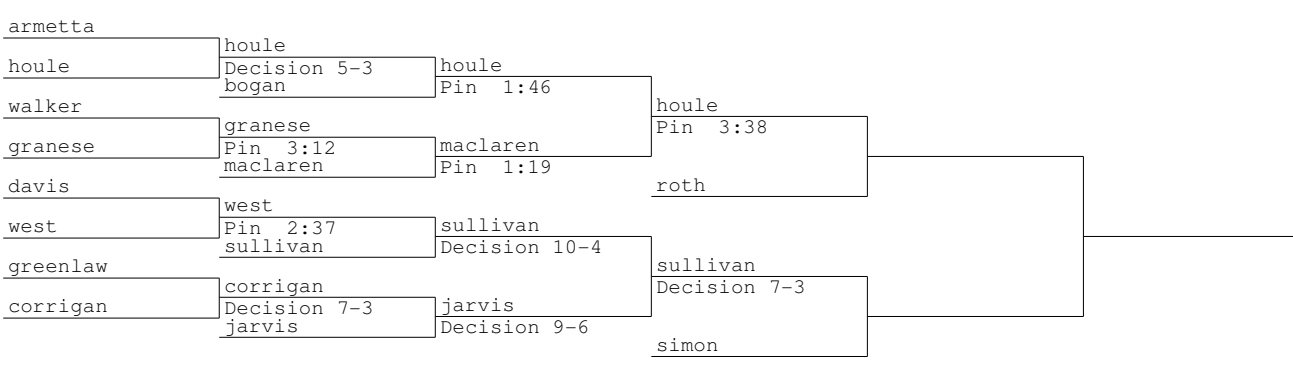 armetta
houle
houle
Decision 5-3
houle
bogan
Pin 1:46
walker
houle
granese
Pin 3:38
granese
Pin 3:12
maclaren
maclaren
Pin 1:19
davis
roth
west
west
Pin 2:37
sullivan
sullivan
Decision 10-4
greenlaw
sullivan
corrigan
Decision 7-3
corrigan
Decision 7-3
jarvis
jarvis
Decision 9-6
simon